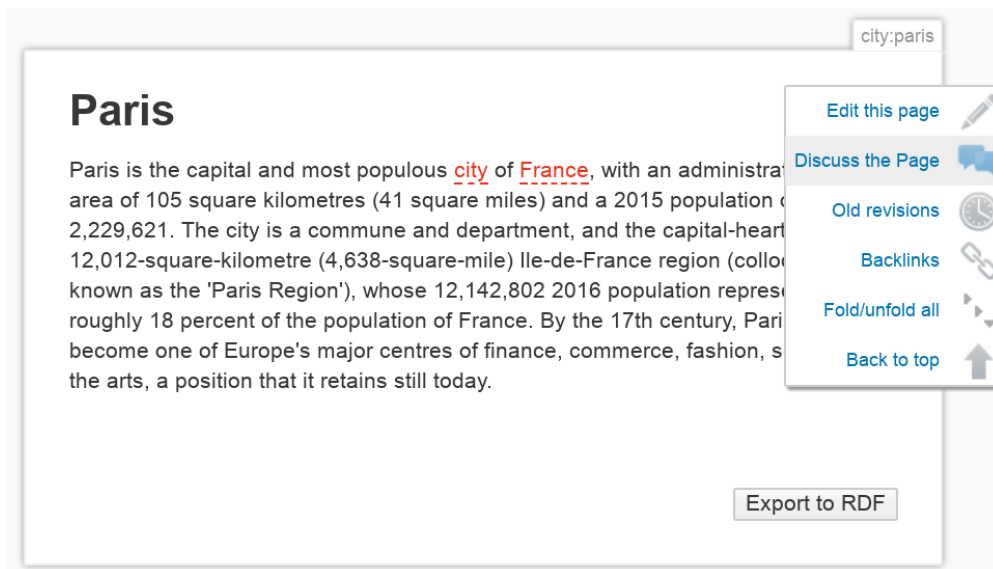 city:paris
Paris
Paris is the capital and most populous city of France, with an administra
area of 105 square kilometres (41 square miles) and a 2015 population
2,229,621. The city is a commune and department, and the capital-heart
12,012-square-kilometre (4,638-square-mile) Ile-de-France region (collo
known as the 'Paris Region'), whose 12,142,802 2016 population represe
roughly 18 percent of the population of France. By the 17th century, Pari
become one of Europe's major centres of finance, commerce, fashion, s
the arts, a position that it retains still today.
Edit this page
Discuss the Page
Old revisions
Backlinks
Fold/unfold all
Back to top
Export to RDF